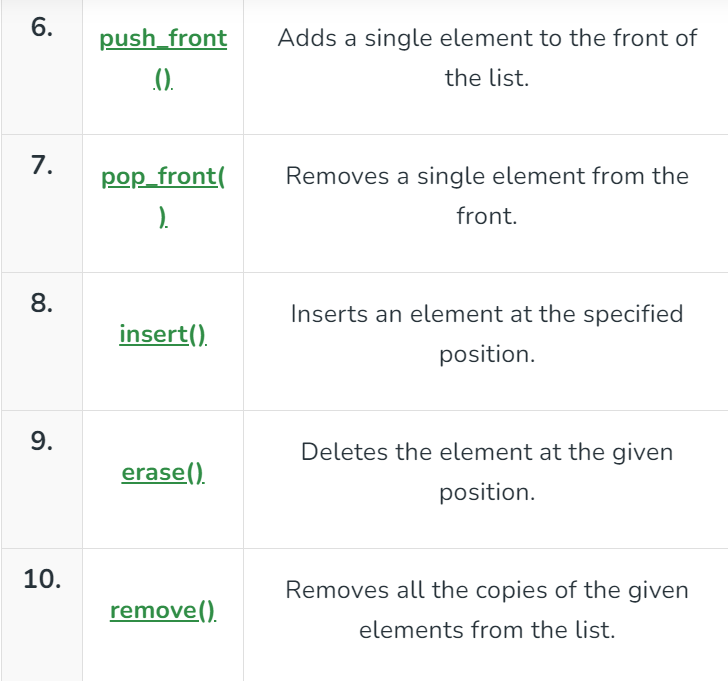 6.
push_front
()
Adds a single element to the front of
the list.
7.
pop_front(
)
Removes a single element from the
front.
8.
insert()
Inserts an element at the specified
position.
9.
erase()
Deletes the element at the given
position.
10.
remove()
Removes all the copies of the given
elements from the list.